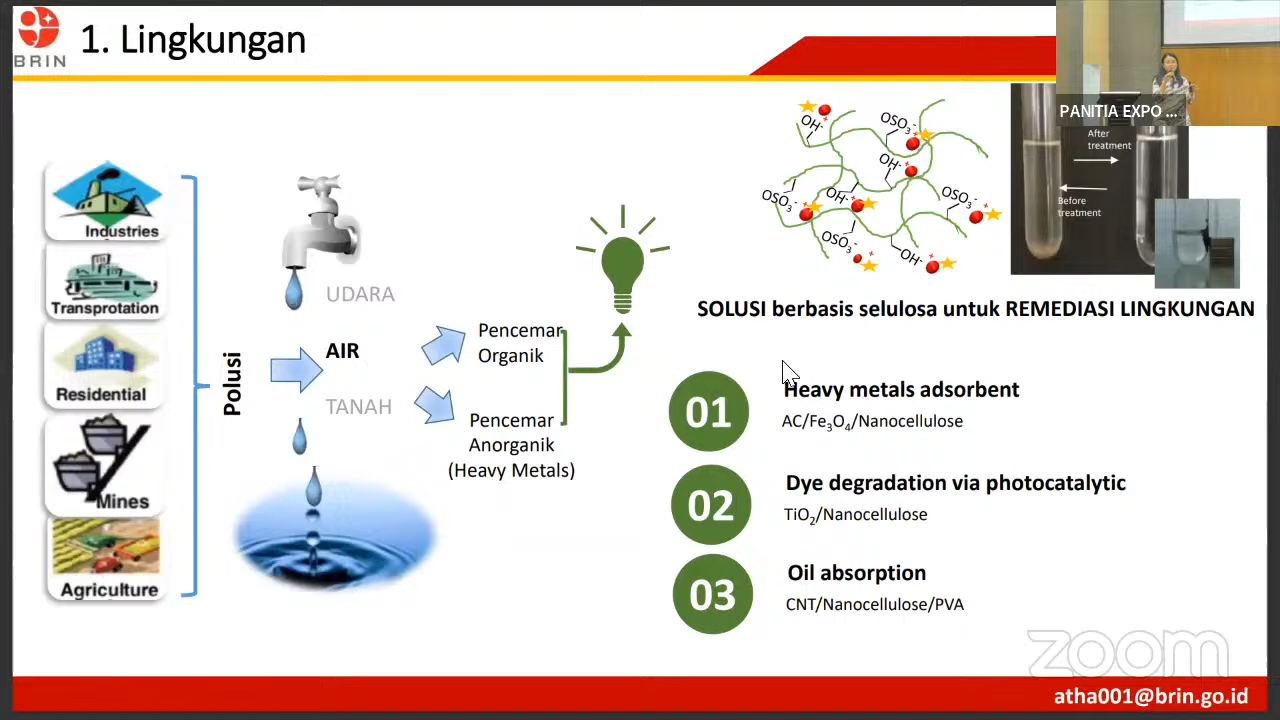 BRIN
1. Lingkungan
PANITIA EXPO ...
Industries
Transprotation
Residential
Mines
Agriculture
Polusi
UDARA
AIR
TANAH
Pencemar
Organik
Pencemar
Anorganik
(Heavy Metals)
OH-
OSO3-
OH-
OSO3-
OH-
OSO3-
OSO3-
OH-
After
treatment
Before
treatment
SOLUSI berbasis selulosa untuk REMEDIASI LINGKUNGAN
01
Heavy metals adsorbent
AC/Fe3O4/Nanocellulose
02
Dye degradation via photocatalytic
TiO2/Nanocellulose
03
Oil absorption
CNT/Nanocellulose/PVA
zoom
atha001@brin.go.id